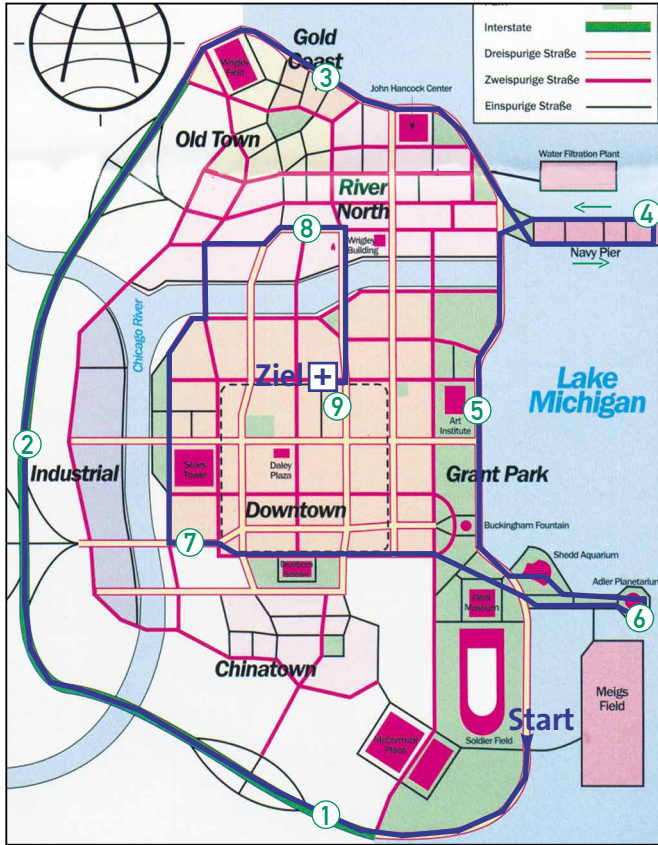 Interstate
Dreispurige Straße
Zweispurige Straße
Einspurige Straße
Gold
Coast
3
Wrigley
Field
John Hancock Center
Old Town
Water Filtration Plant
River
North
4
8
Wrigley
Building
Navy Pier
Chicago River
Ziel
9
Lake
Michigan
5
Art
Institute
2
Industrial
Sears
Tower
Daley
Plaza
Grant Park
Downtown
Buckingham Fountain
7
Shedd Aquarium
Adler Planetarium
Field
Museum
6
Chinatown
Meigs
Field
Start
McCormick
Place
Soldier Field
1